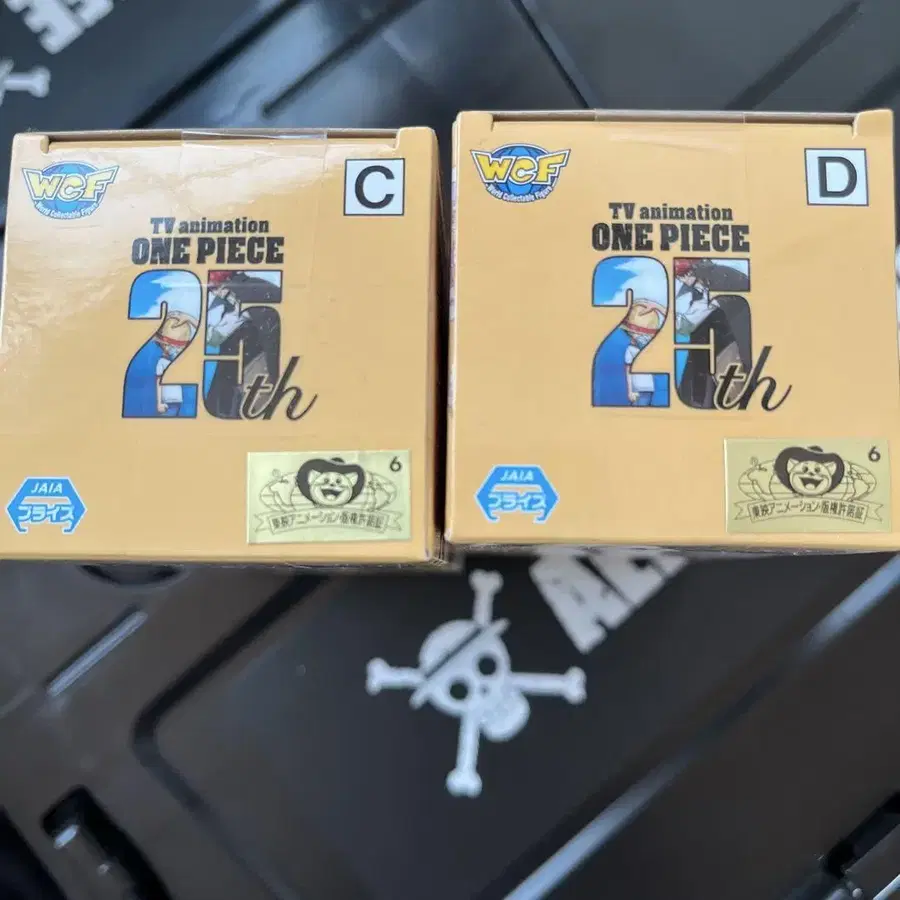 WCF
World Collectable Figure
C
TV animation
ONE PIECE
25th
JAIA
プライズ
6
東映アニメーション・版権許諾証
WCF
World Collectable Figure
D
TV animation
ONE PIECE
25th
JAIA
プライズ
6
東映アニメーション・版権許諾証